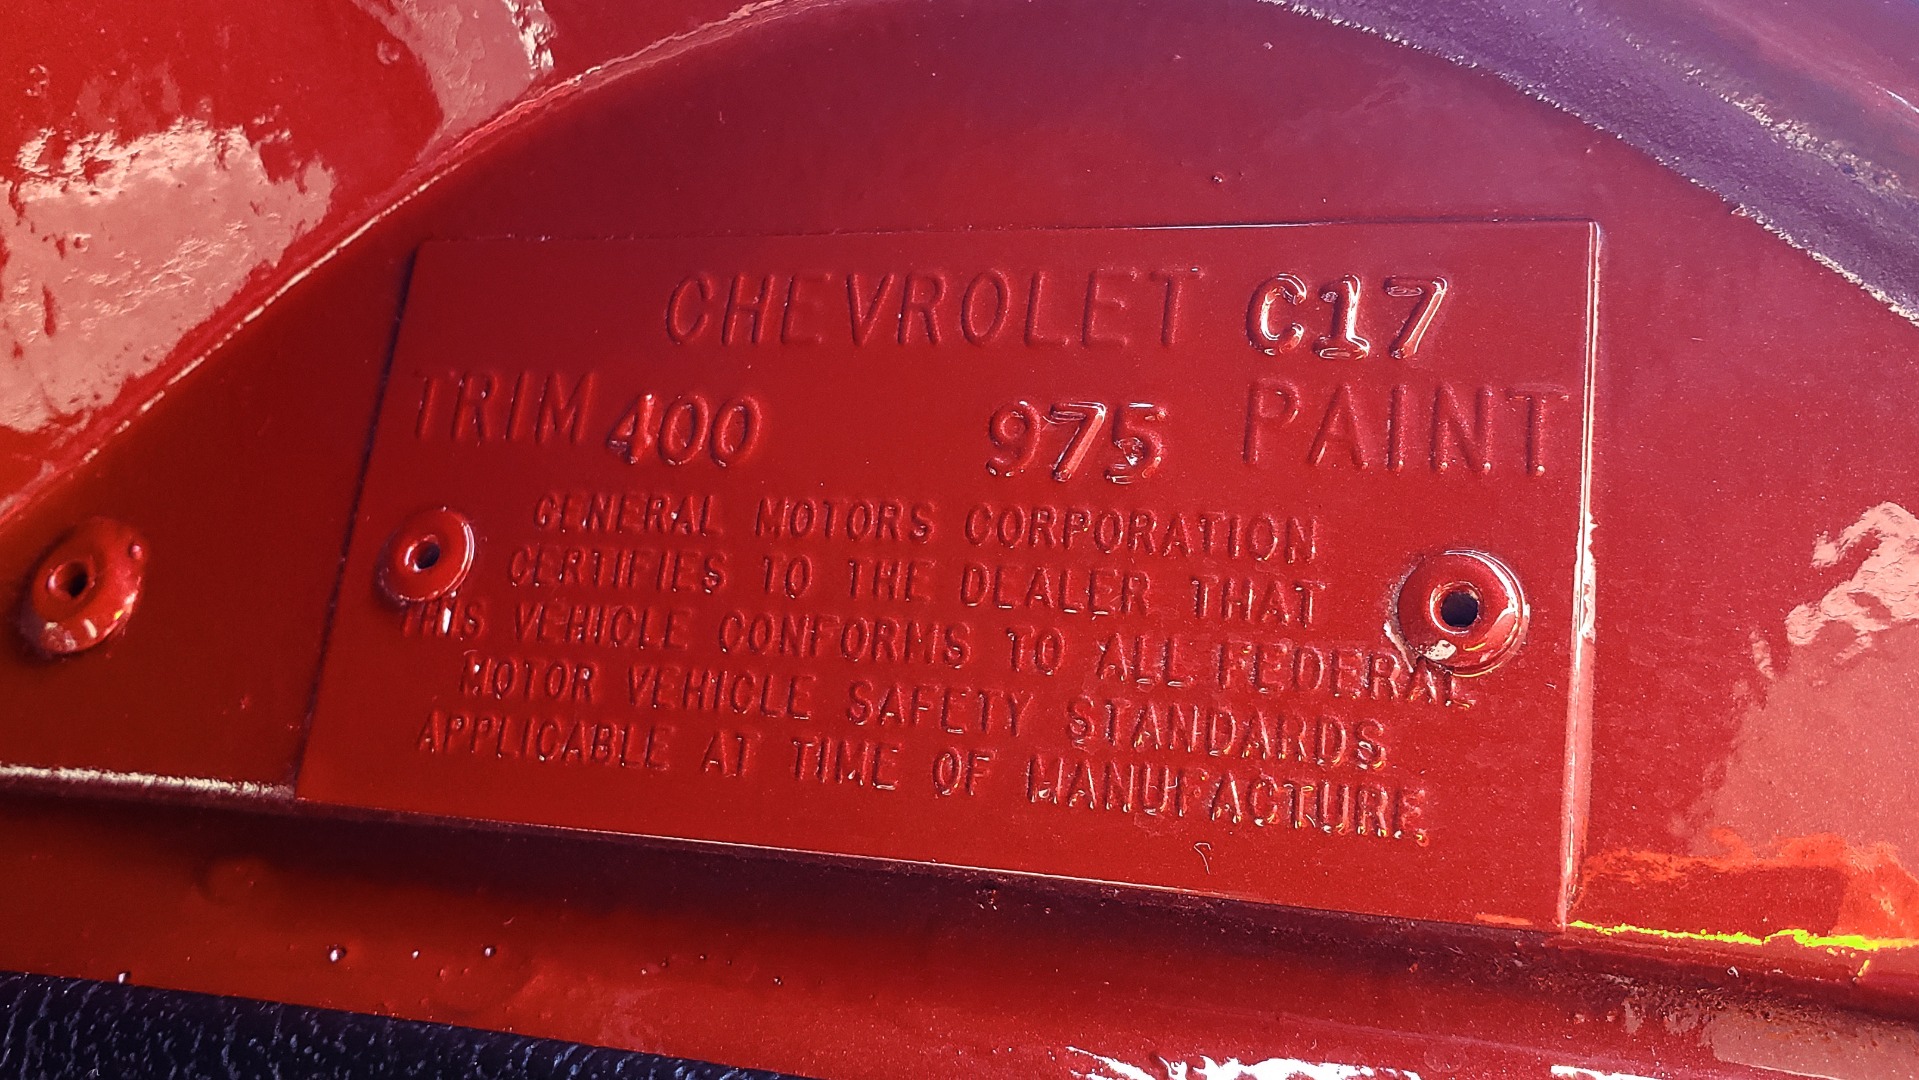 CHEVROLET C17
TRIM 400 975 PAINT
GENERAL MOTORS CORPORATION
CERTIFIES TO THE DEALER THAT
THIS VEHICLE CONFORMS TO ALL FEDERAL
MOTOR VEHICLE SAFETY STANDARDS
APPLICABLE AT TIME OF MANUFACTURE.